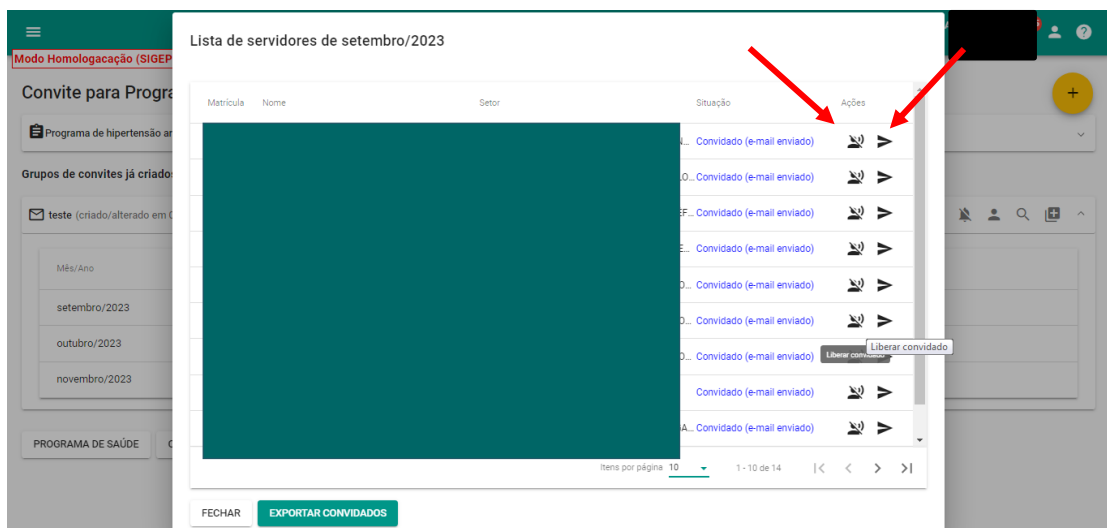 Lista de servidores de setembro/2023
Modo Homologacação (SIGEP
Convite para Progra
Matrícula Nome Setor Situação Ações
Programa de hipertensão ar
Convidado (e-mail enviado)
Grupos de convites já criado
Convidado (e-mail enviado)
teste (criado/alterado em
Convidado (e-mail enviado)
Convidado (e-mail enviado)
Mês/Ano
Convidado (e-mail enviado)
setembro/2023
Convidado (e-mail enviado)
outubro/2023
Liberar convidado
Convidado (e-mail enviado)
novembro/2023
Convidado (e-mail enviado)
Convidado (e-mail enviado)
PROGRAMA DE SAÚDE
Itens por página 10 1 - 10 de 14
FECHAR EXPORTAR CONVIDADOS